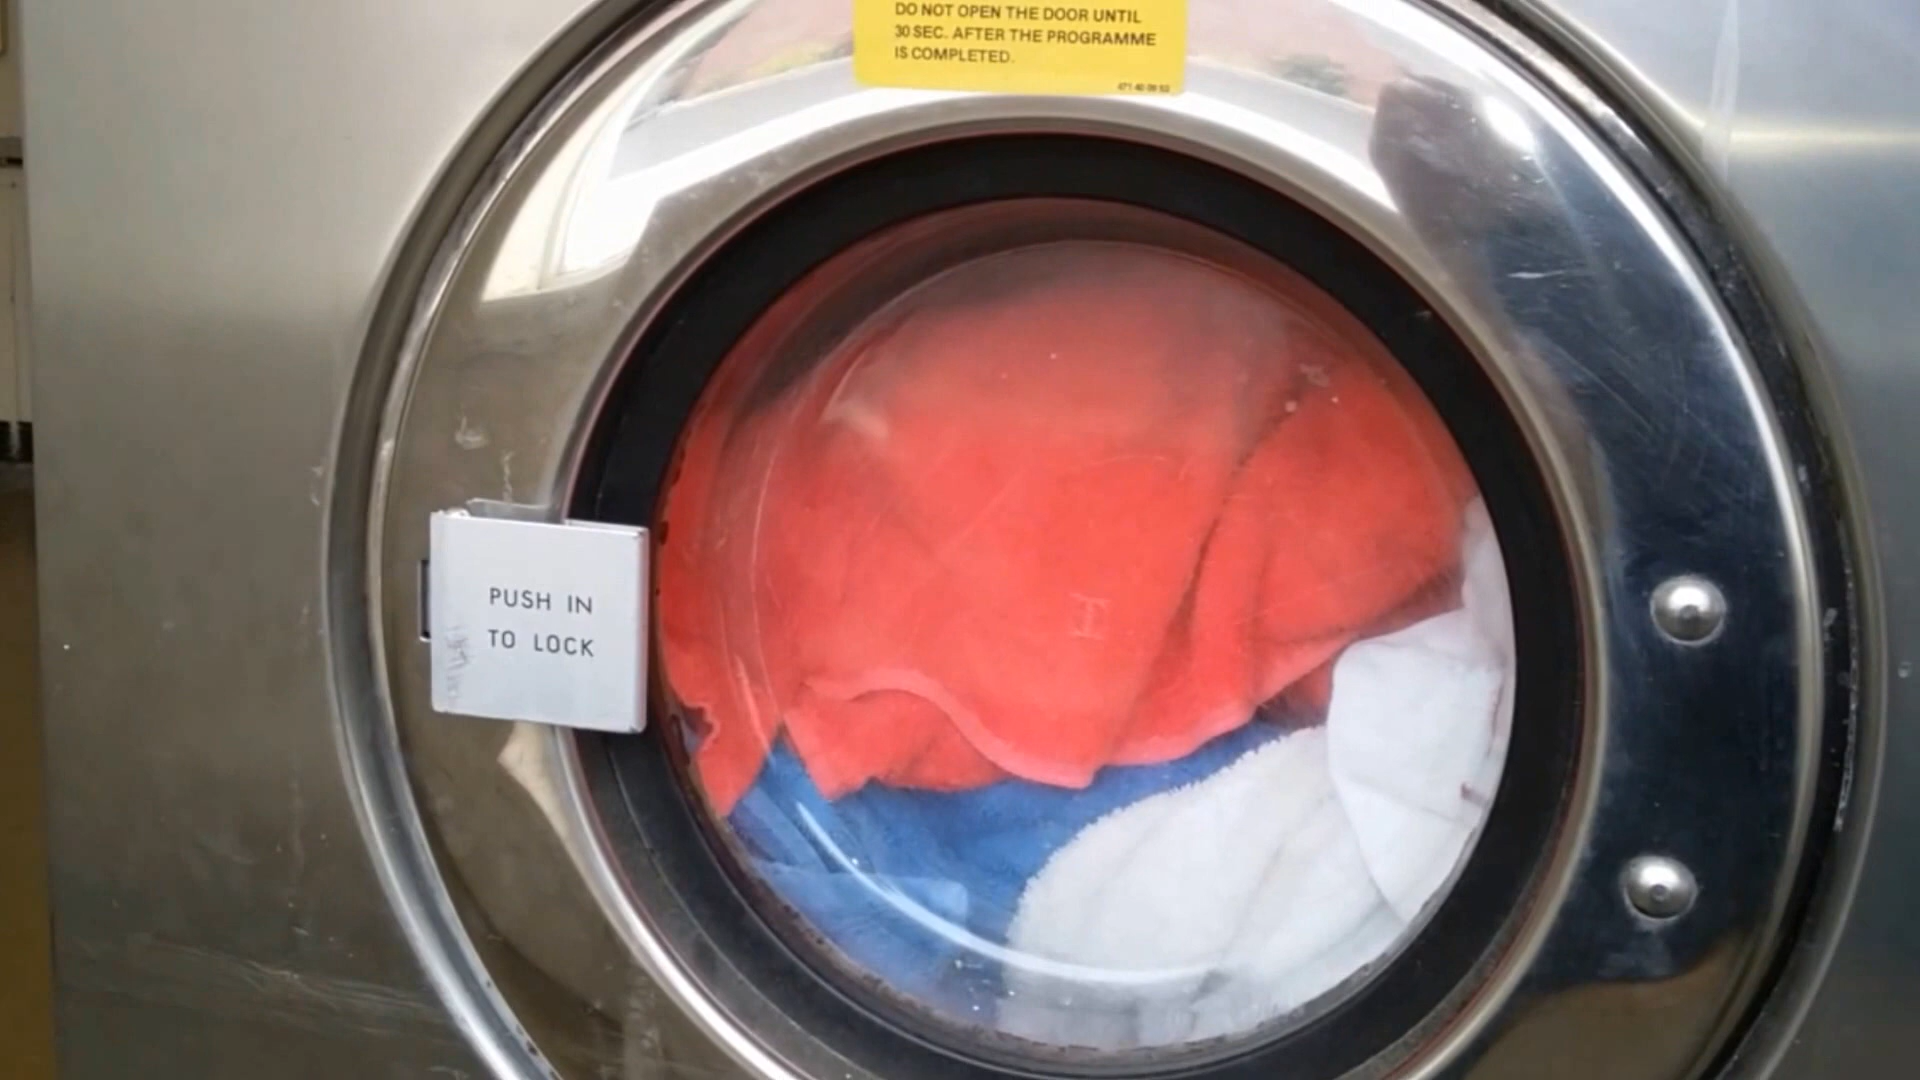 DO NOT OPEN THE DOOR UNTIL
30 SEC. AFTER THE PROGRAMME
IS COMPLETED.
PUSH IN
TO LOCK